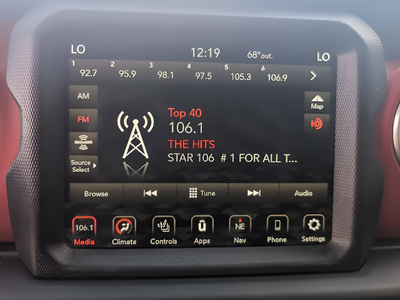 LO 12:19 68°out. LO
1 92.7 2 95.9 3 98.1 4 97.5 5 105.3 6 106.9
AM
FM
Source
Select
Top 40
106.1
THE HITS
STAR 106 # 1 FOR ALL T...
Map
Browse Tune Audio
106.1 NE
Media Climate Controls Apps Nav Phone Settings